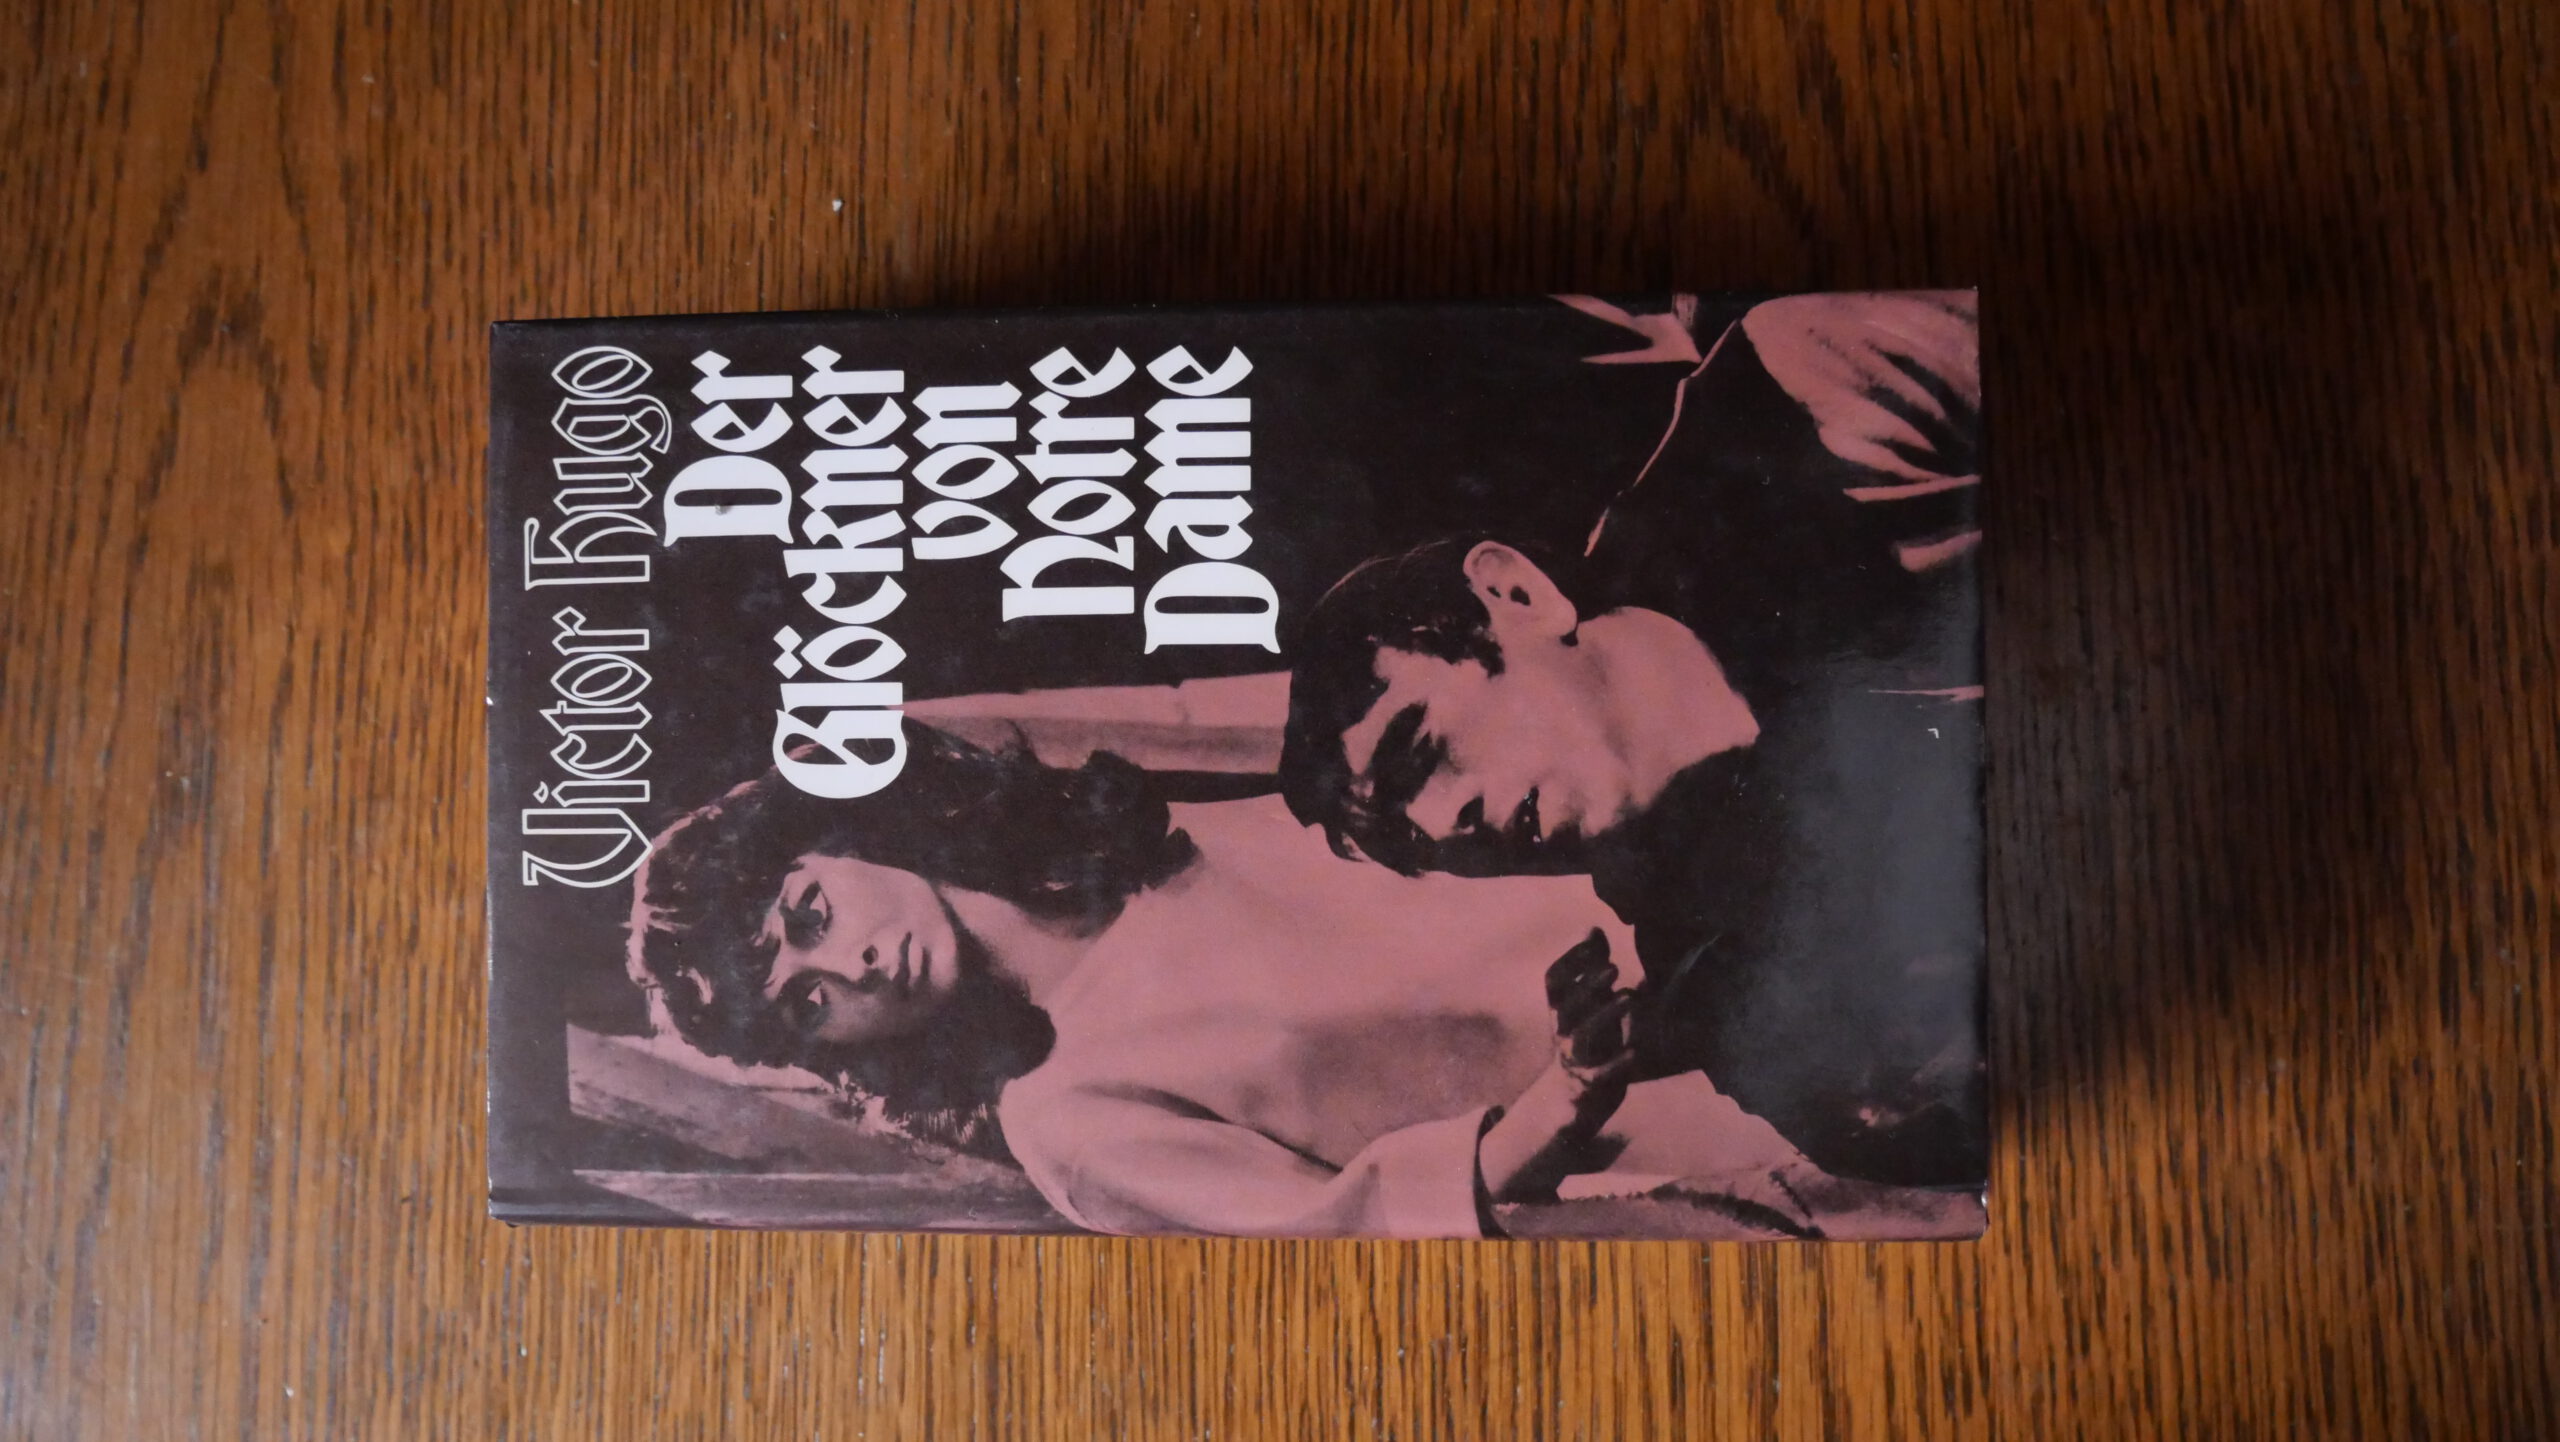 Victor Hugo
Der
Glöckner
von
Notre
Dame